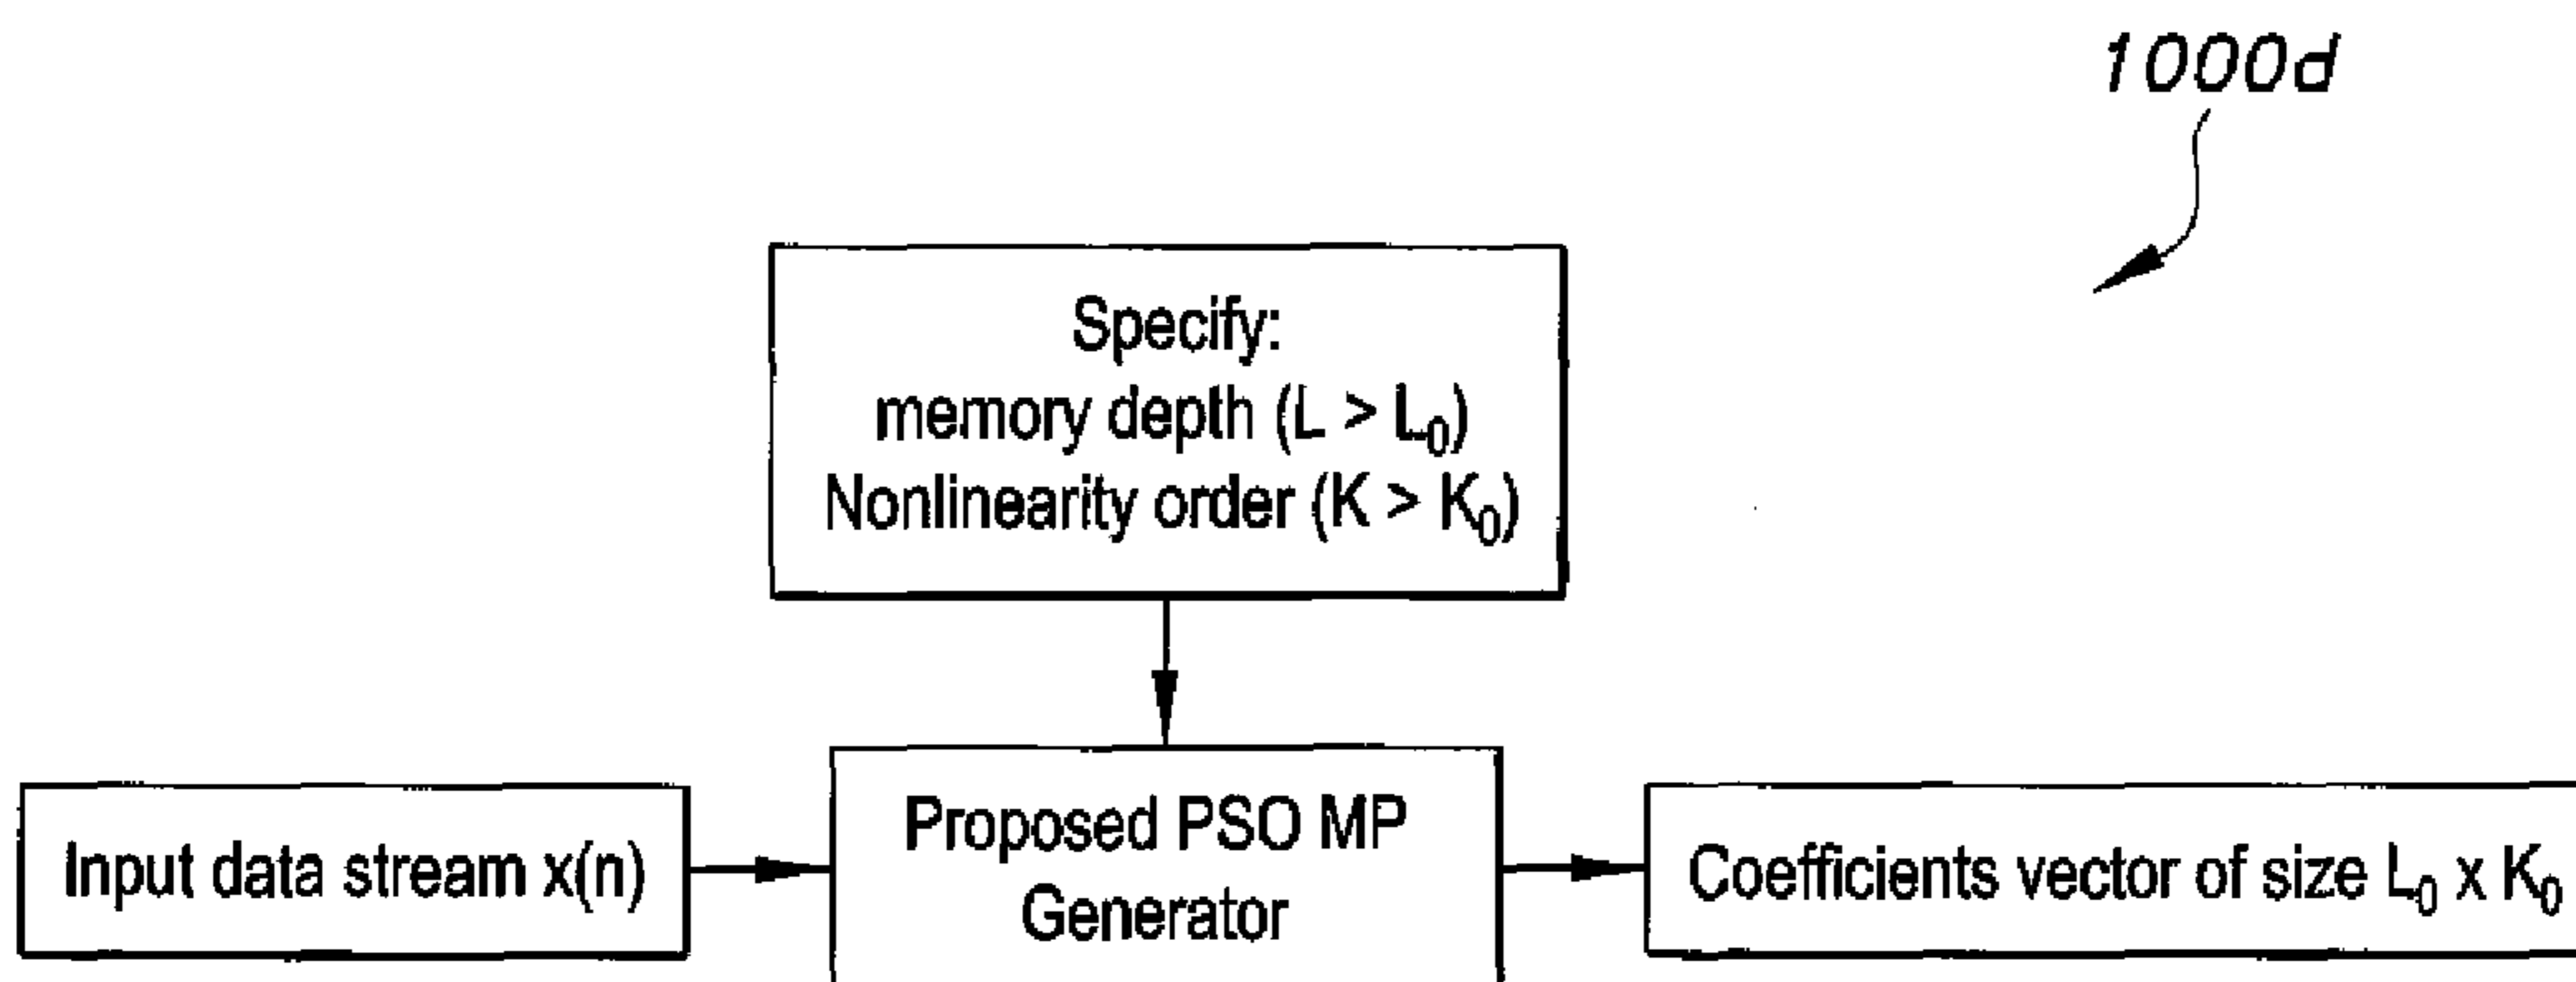 1000d
Specify:
memory depth (L > L₀)
Nonlinearity order (K > K₀)
Input data stream x(n)
Proposed PSO MP
Generator
Coefficients vector of size L₀ x K₀